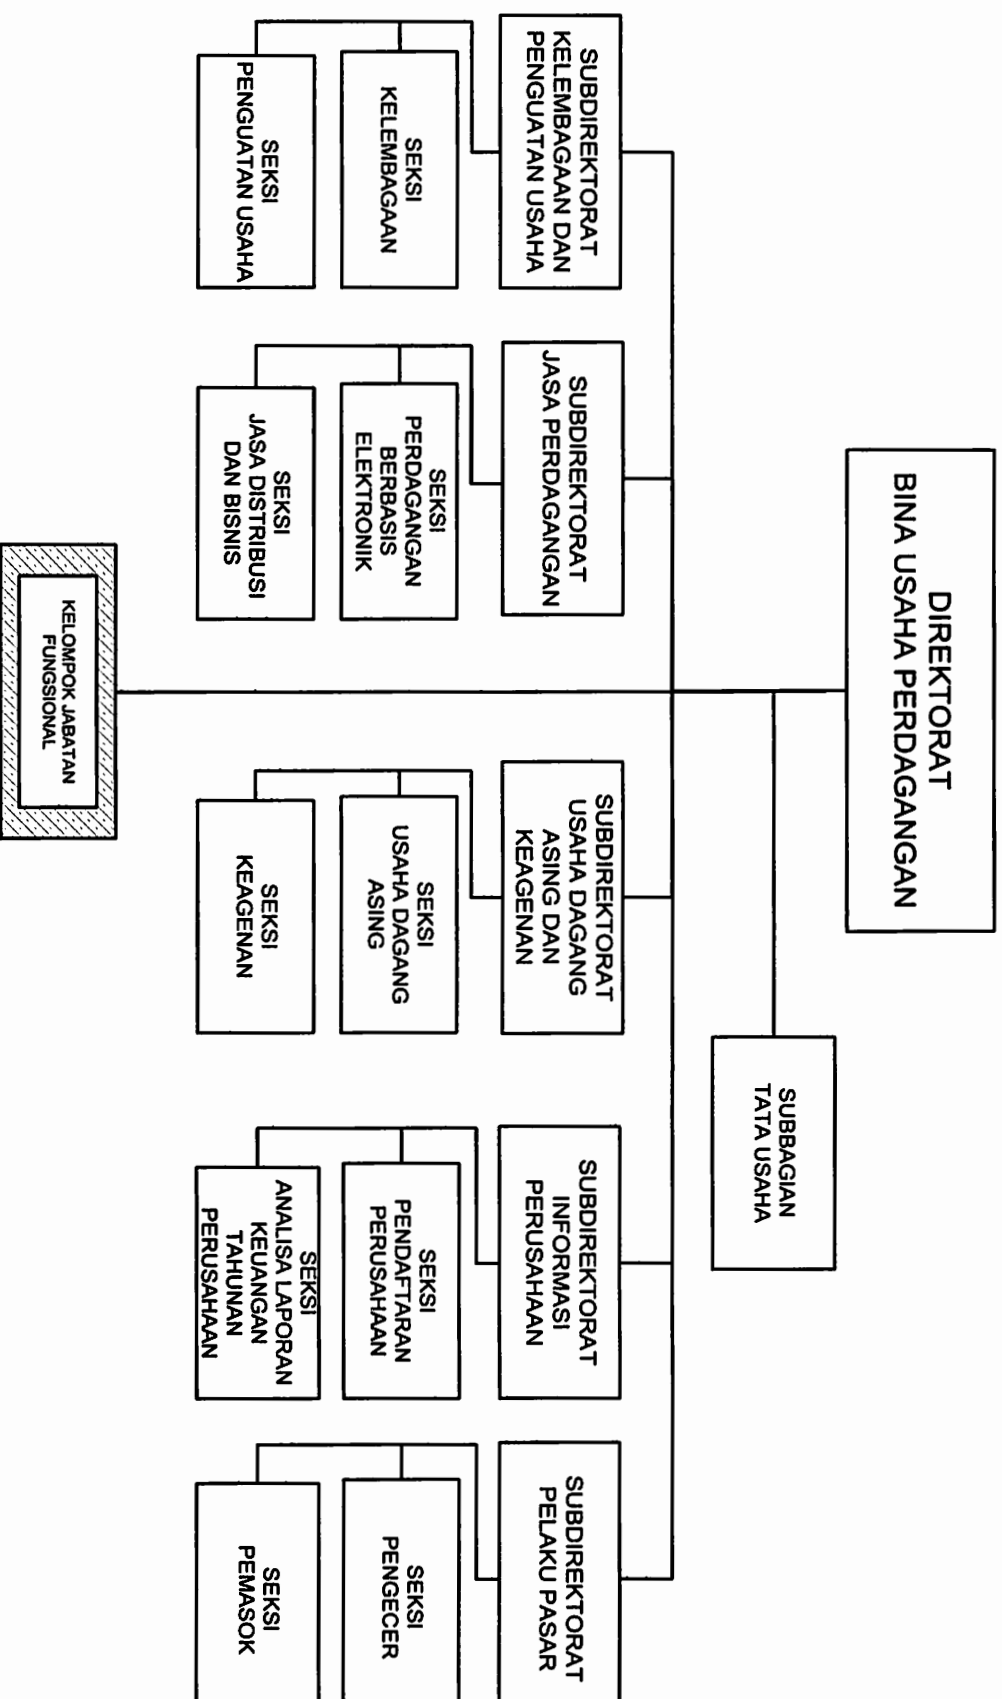 DIREKTORAT
BINA USAHA PERDAGANGAN
SUBBAGIAN
TATA USAHA
SUBDIREKTORAT
KELEMBAGAAN DAN
PENGUATAN USAHA
SEKSI
KELEMBAGAAN
SEKSI
PENGUATAN USAHA
SUBDIREKTORAT
JASA PERDAGANGAN
SEKSI
PERDAGANGAN
BERBASIS
ELEKTRONIK
SEKSI
JASA DISTRIBUSI
DAN BISNIS
SUBDIREKTORAT
USAHA DAGANG
ASING DAN
KEAGENAN
SEKSI
USAHA DAGANG
ASING
SEKSI
KEAGENAN
SUBDIREKTORAT
INFORMASI
PERUSAHAAN
SEKSI
PENDAFTARAN
PERUSAHAAN
SEKSI
ANALISA LAPORAN
KEUANGAN
TAHUNAN
PERUSAHAAN
SUBDIREKTORAT
PELAKU PASAR
SEKSI
PENGECER
SEKSI
PEMASOK
KELOMPOK JABATAN
FUNGSIONAL